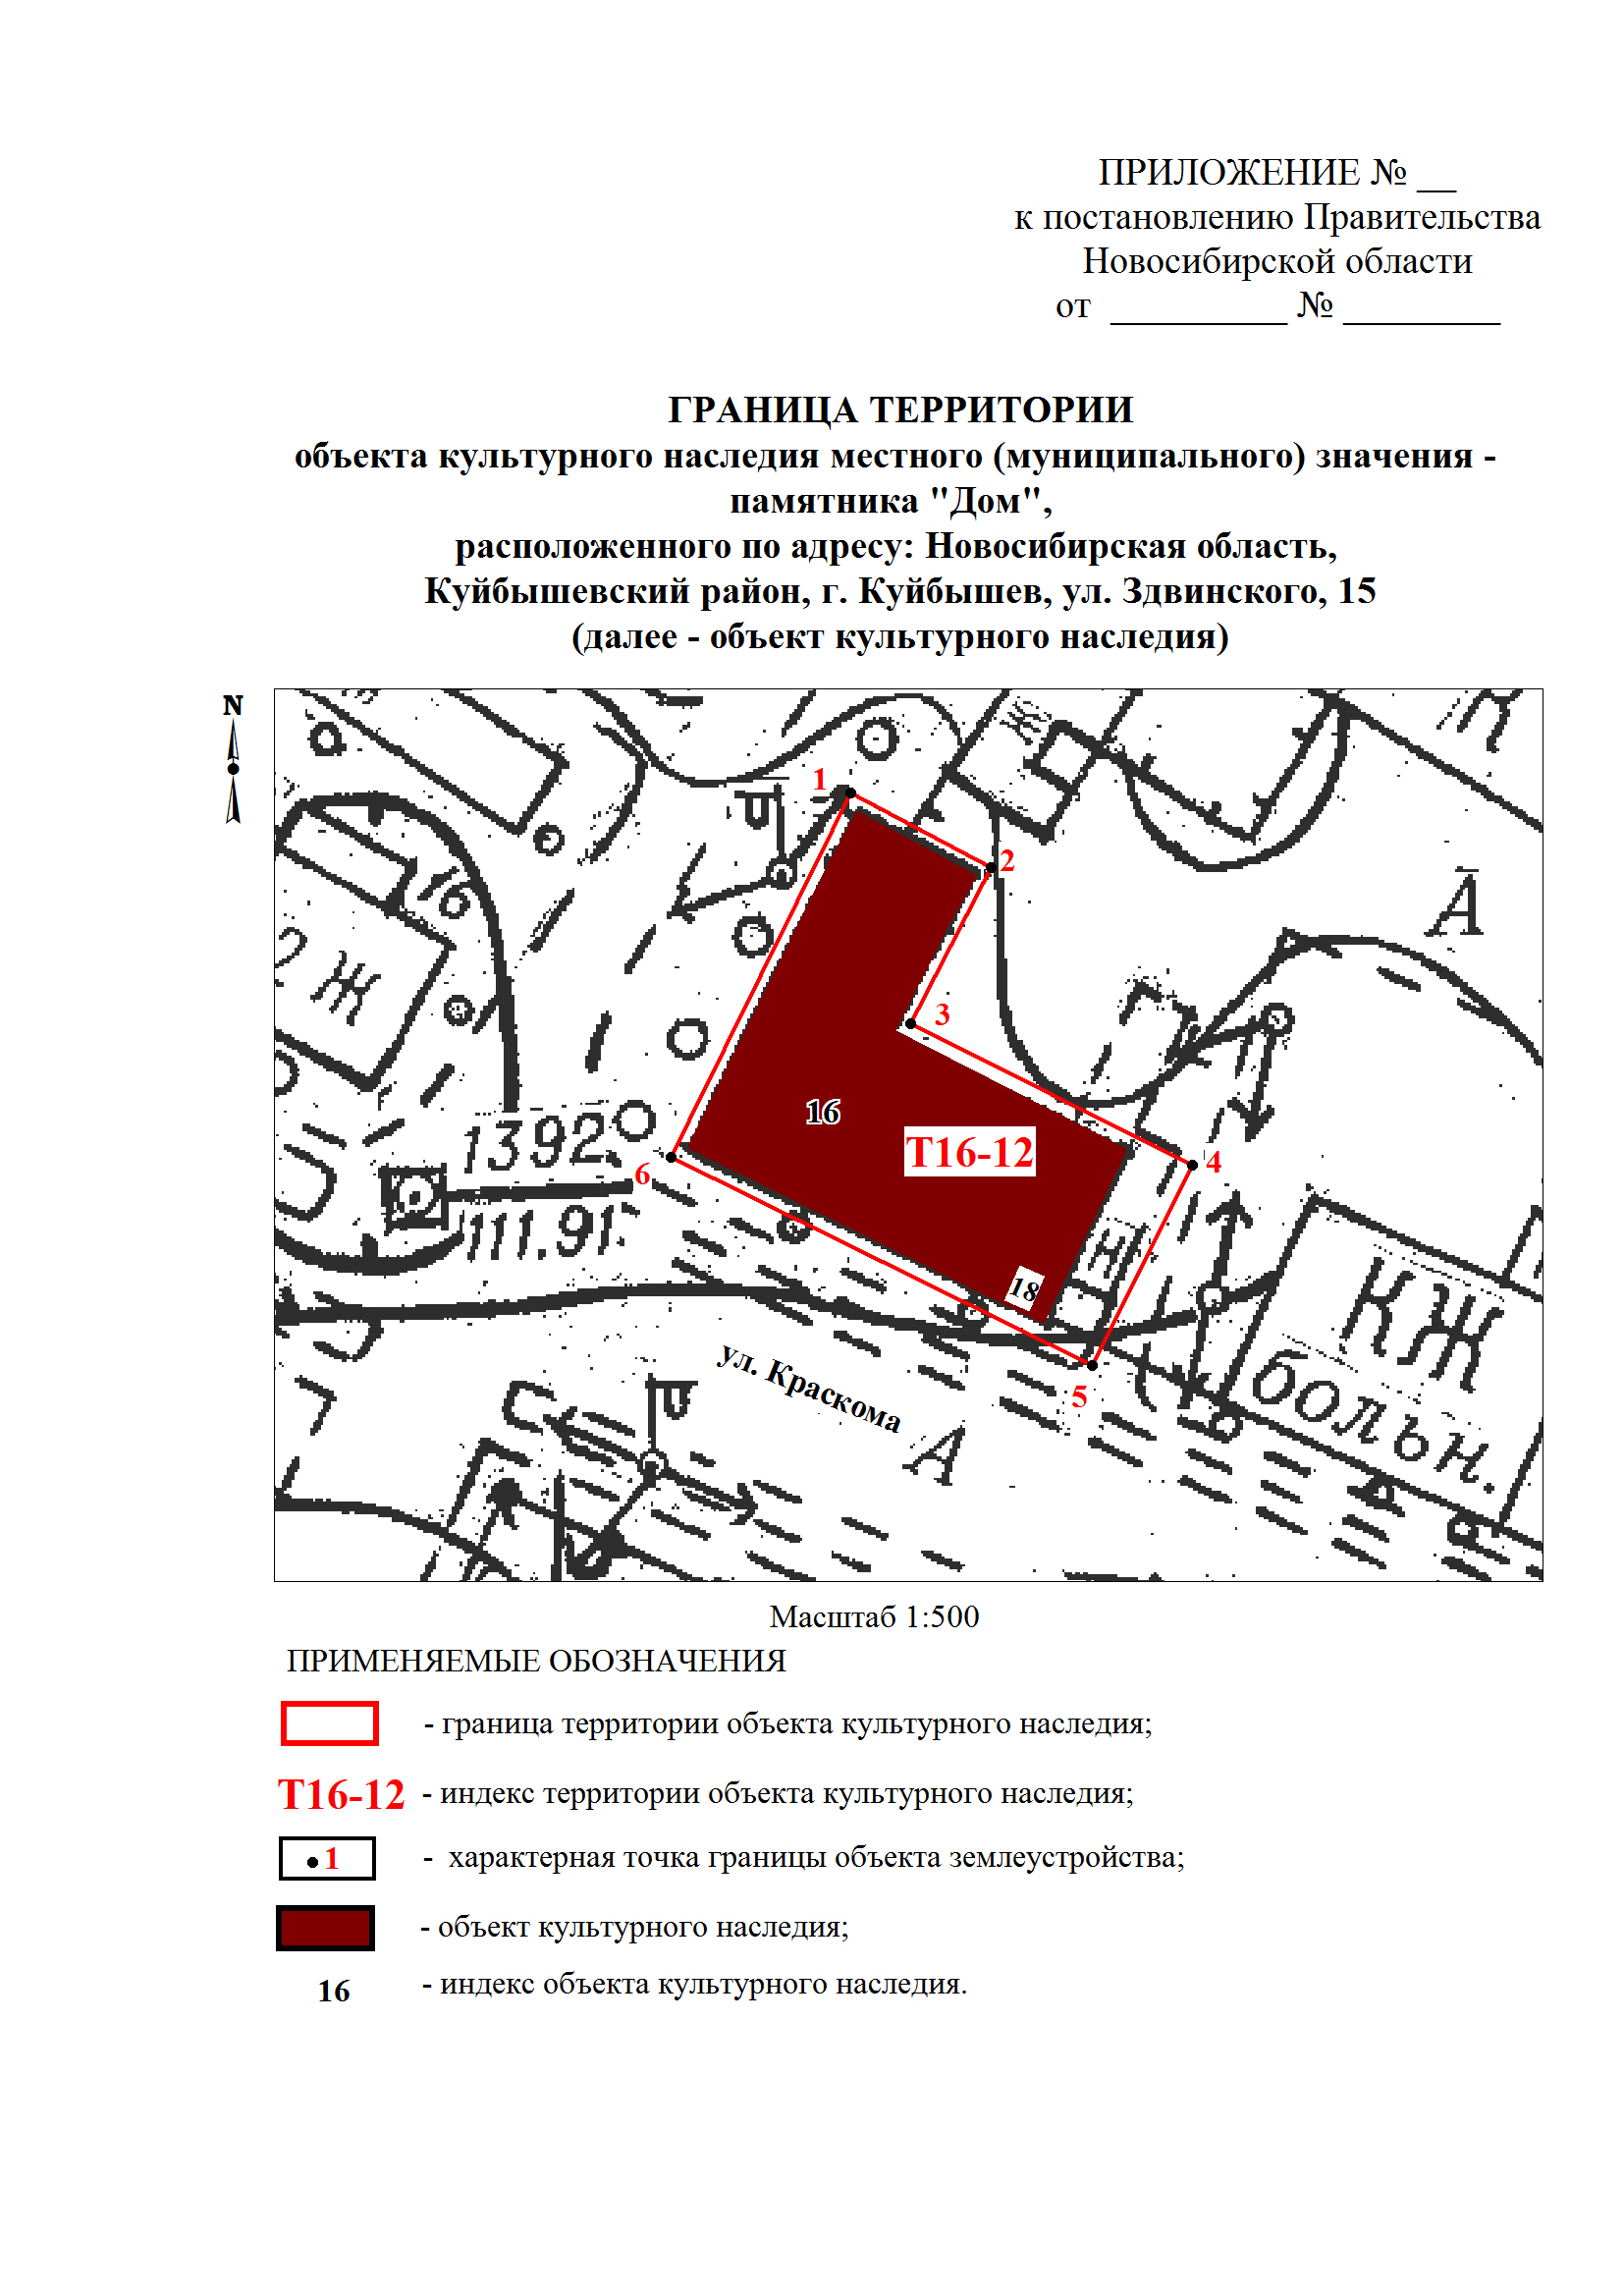 ПРИЛОЖЕНИЕ № __
к постановлению Правительства
Новосибирской области
от _________ № ________
ГРАНИЦА ТЕРРИТОРИИ
объекта культурного наследия местного (муниципального) значения -
памятника "Дом",
расположенного по адресу: Новосибирская область,
Куйбышевский район, г. Куйбышев, ул. Здвинского, 15
(далее - объект культурного наследия)
N
Ж
К
1
2
16
А
2 Ж
3
16
1392
Т16-12
4
6
111.91
Н
18
КЖ
больн.
ул. Краскома
5
А
Масштаб 1:500
ПРИМЕНЯЕМЫЕ ОБОЗНАЧЕНИЯ
- граница территории объекта культурного наследия;
Т16-12 - индекс территории объекта культурного наследия;
1 - характерная точка границы объекта землеустройства;
- объект культурного наследия;
16 - индекс объекта культурного наследия.